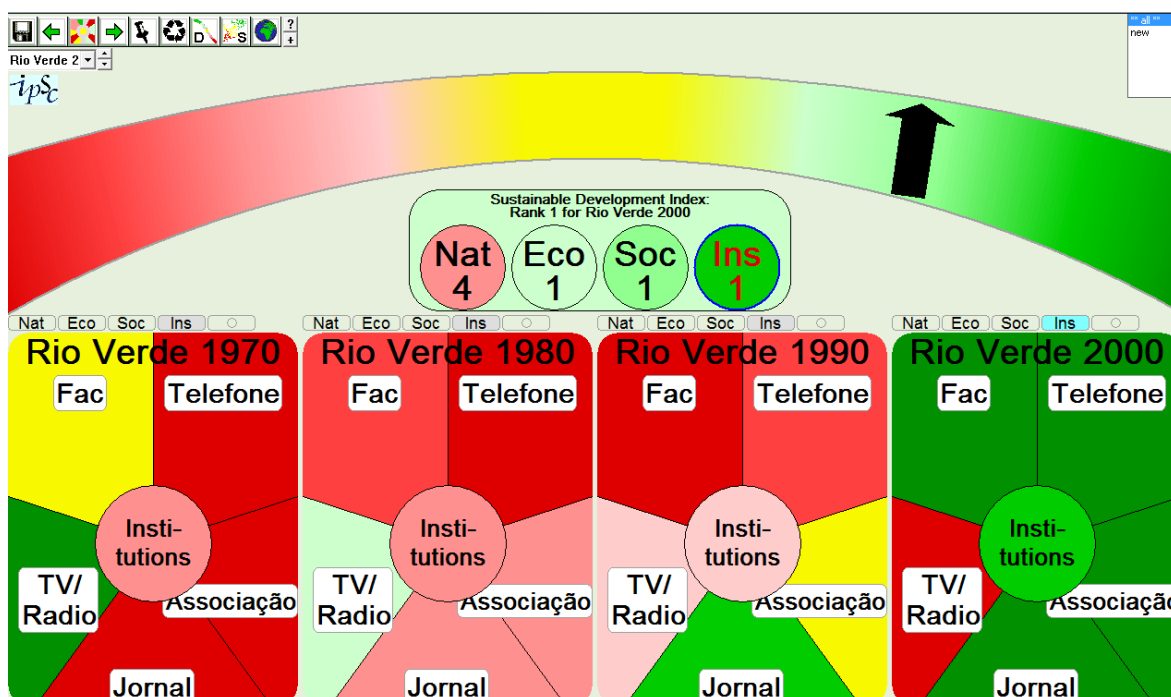 D
A-S
?
+
** all **
new
Rio Verde 2
ipsc
Sustainable Development Index:
Rank 1 for Rio Verde 2000
Nat
4
Eco
1
Soc
1
Ins
1
Nat Eco Soc Ins
Nat Eco Soc Ins
Nat Eco Soc Ins
Nat Eco Soc Ins
Rio Verde 1970
Fac
Telefone
Insti-
tutions
TV/
Radio
Associação
Jornal
Rio Verde 1980
Fac
Telefone
Insti-
tutions
TV/
Radio
Associação
Jornal
Rio Verde 1990
Fac
Telefone
Insti-
tutions
TV/
Radio
Associação
Jornal
Rio Verde 2000
Fac
Telefone
Insti-
tutions
TV/
Radio
Associaçã
Jornal